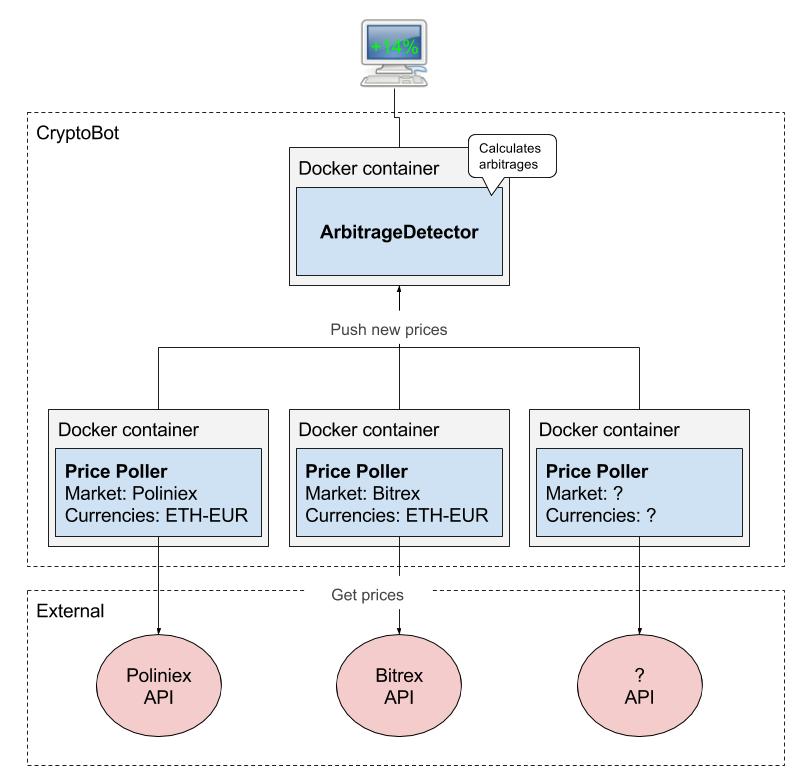 +14%
CryptoBot
Calculates
arbitrages
Docker container
ArbitrageDetector
Push new prices
Docker container
Price Poller
Market: Poliniex
Currencies: ETH-EUR
Docker container
Price Poller
Market: Bitrex
Currencies: ETH-EUR
Docker container
Price Poller
Market: ?
Currencies: ?
Get prices
External
Poliniex
API
Bitrex
API
?
API